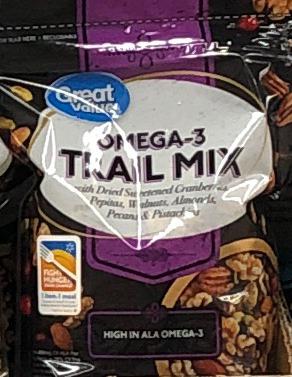 Great
Value
OMEGA-3
TRAIL MIX
with Dried Sweetened Cranberries,
Pepitas, Walnuts, Almonds,
Pecans & Pistachios
FIGHT
HUNGER
1 item = 1 meal
HIGH IN ALA OMEGA-3